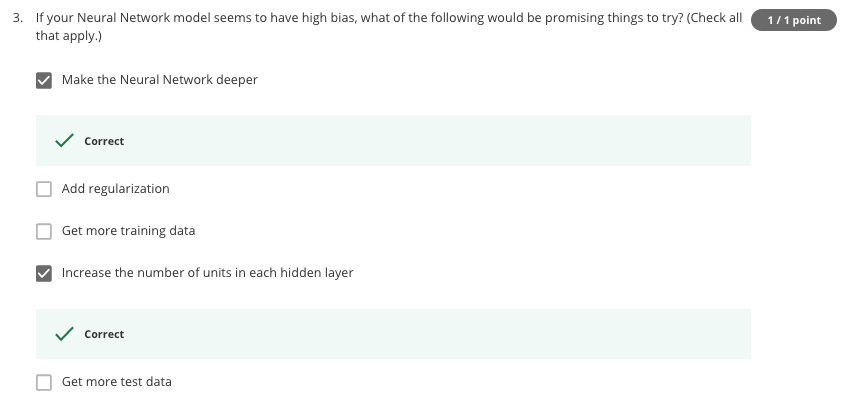 3. If your Neural Network model seems to have high bias, what of the following would be promising things to try? (Check all 1 / 1 point
that apply.)
Make the Neural Network deeper
Correct
Add regularization
Get more training data
Increase the number of units in each hidden layer
Correct
Get more test data